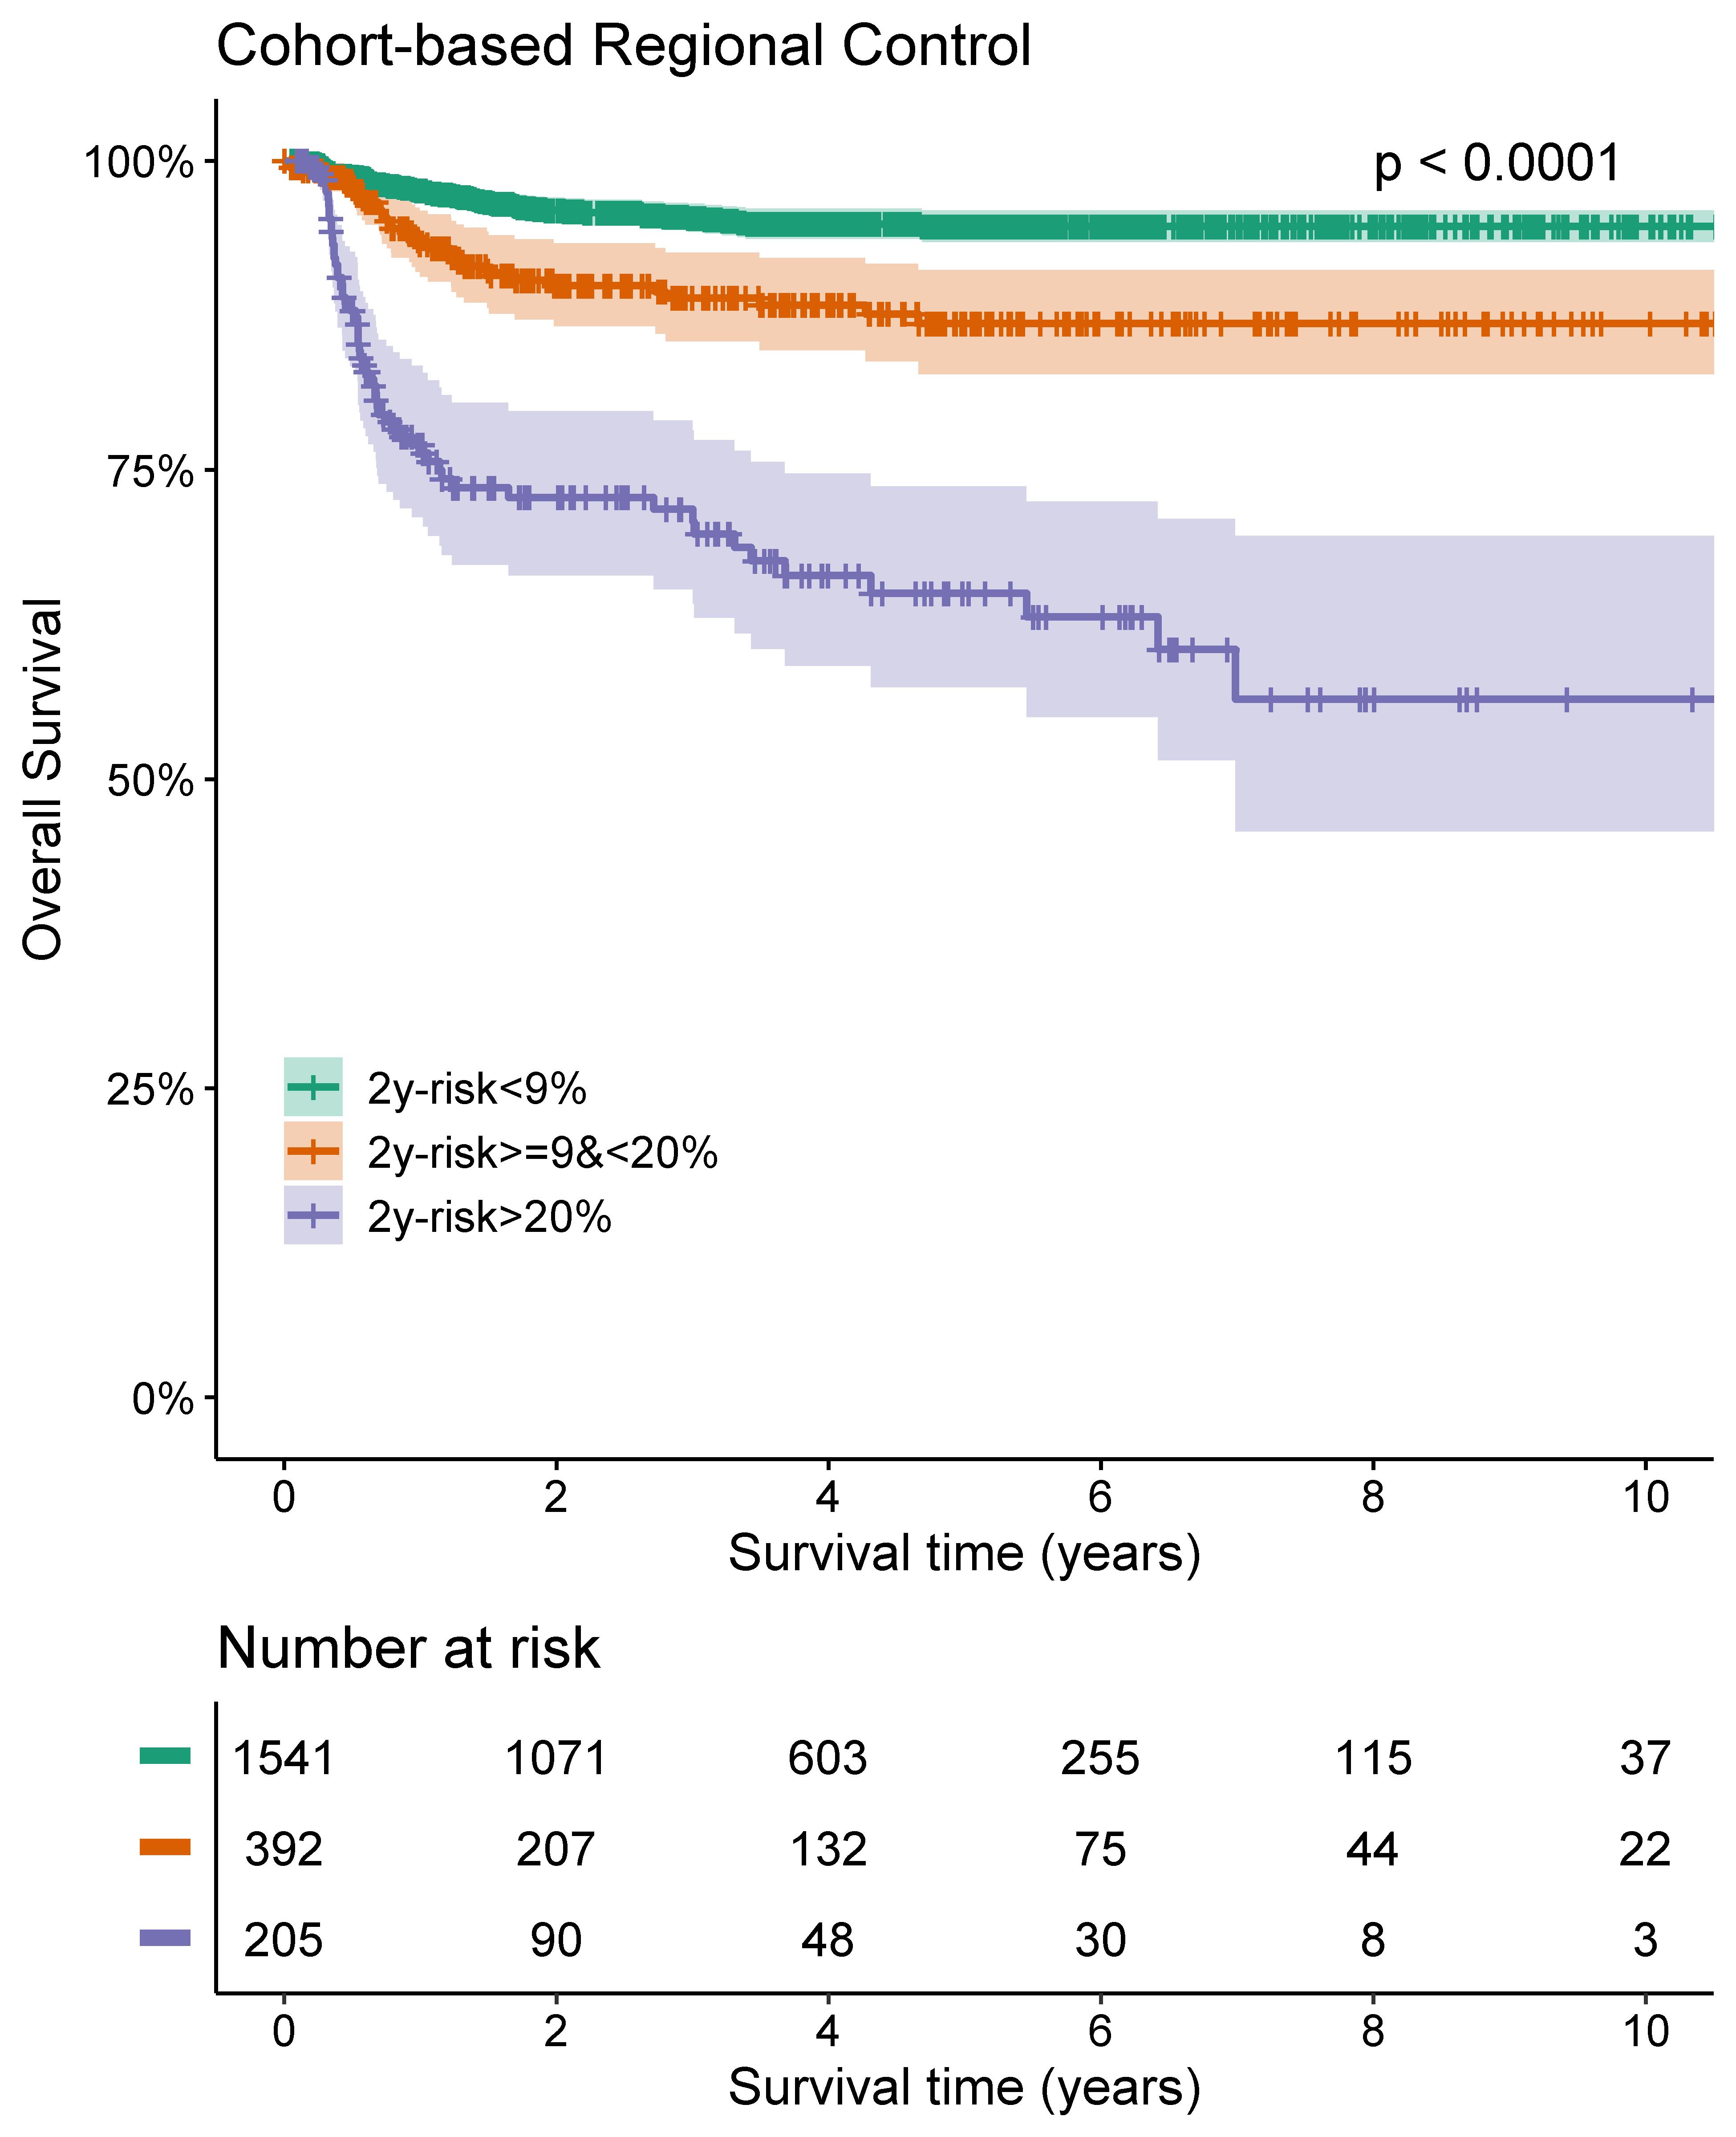 Cohort-based Regional Control
p < 0.0001
100%
75%
50%
25%
0%
Overall Survival
2y-risk<9%
2y-risk>=9&<20%
2y-risk>20%
0 2 4 6 8 10
Survival time (years)
Number at risk
1541 1071 603 255 115 37
392 207 132 75 44 22
205 90 48 30 8 3
0 2 4 6 8 10
Survival time (years)